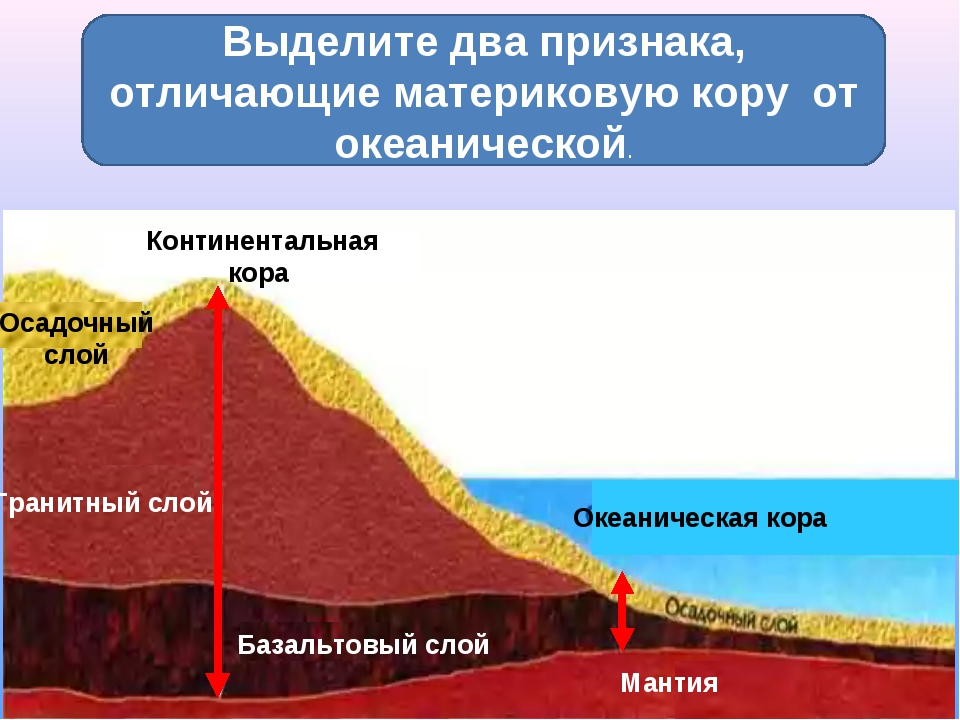 Выделите два признака,
отличающие материковую кору от
океанической.
Континентальная
кора
Осадочный
слой
Гранитный слой
Океаническая кора
Осадочный слой
Базальтовый слой
Мантия